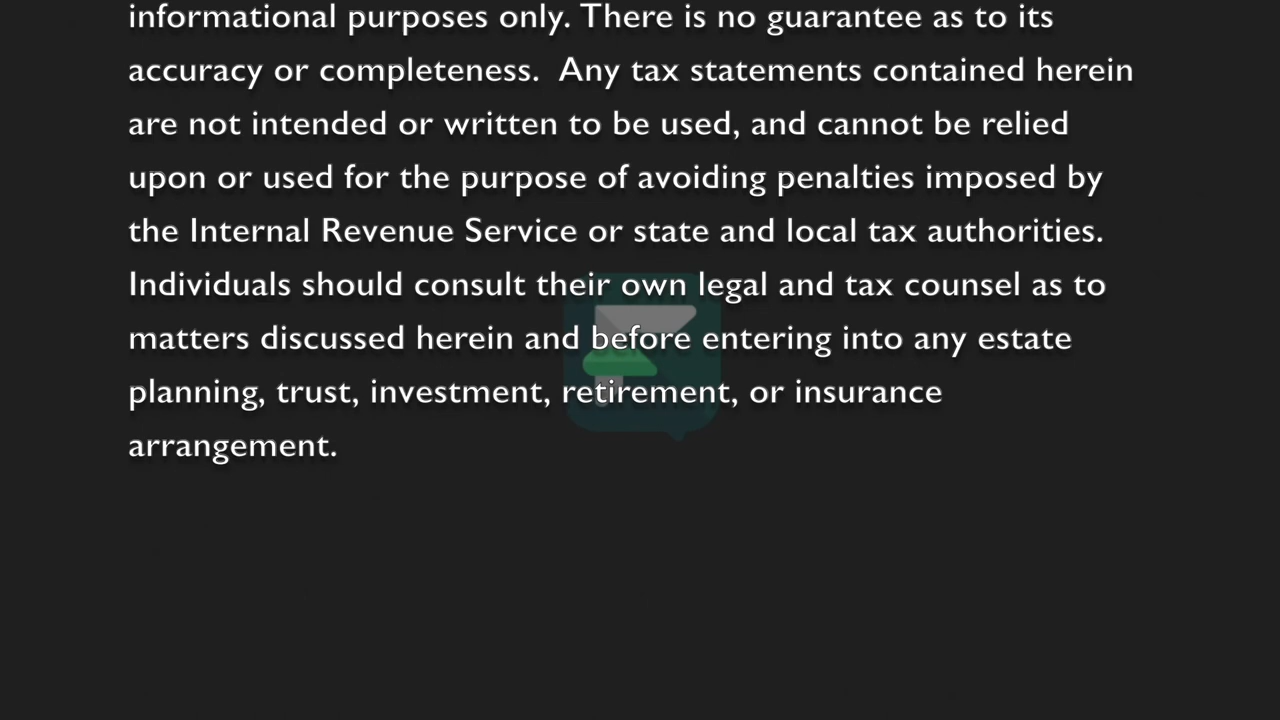 informational purposes only. There is no guarantee as to its
accuracy or completeness.  Any tax statements contained herein
are not intended or written to be used, and cannot be relied
upon or used for the purpose of avoiding penalties imposed by
the Internal Revenue Service or state and local tax authorities.
Individuals should consult their own legal and tax counsel as to
matters discussed herein and before entering into any estate
planning, trust, investment, retirement, or insurance
arrangement.